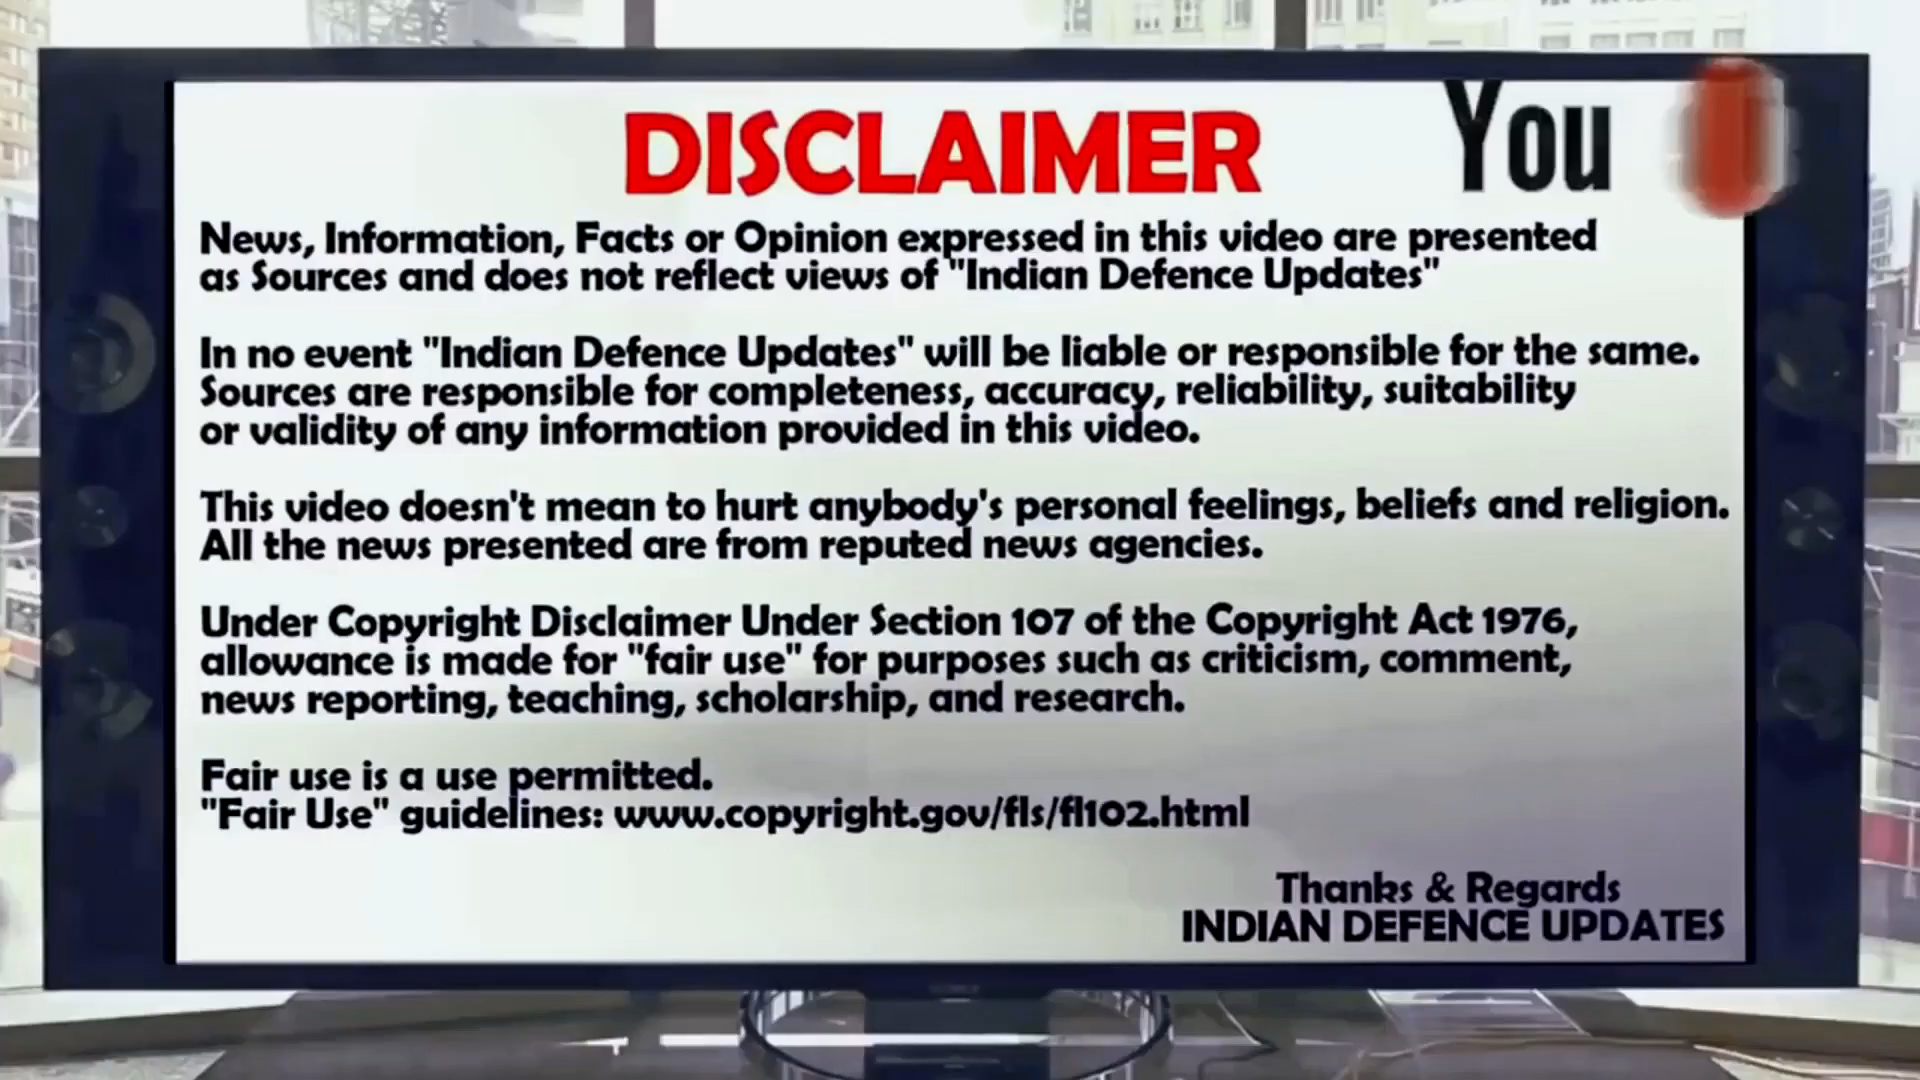 DISCLAIMER
You
News, Information, Facts or Opinion expressed in this video are presented
as Sources and does not reflect views of "Indian Defence Updates"
In no event "Indian Defence Updates" will be liable or responsible for the same.
Sources are responsible for completeness, accuracy, reliability, suitability
or validity of any information provided in this video.
This video doesn't mean to hurt anybody's personal feelings, beliefs and religion.
All the news presented are from reputed news agencies.
Under Copyright Disclaimer Under Section 107 of the Copyright Act 1976,
allowance is made for "fair use" for purposes such as criticism, comment,
news reporting, teaching, scholarship, and research.
Fair use is a use permitted.
"Fair Use" guidelines: www.copyright.gov/fls/fl102.html
Thanks & Regards
INDIAN DEFENCE UPDATES